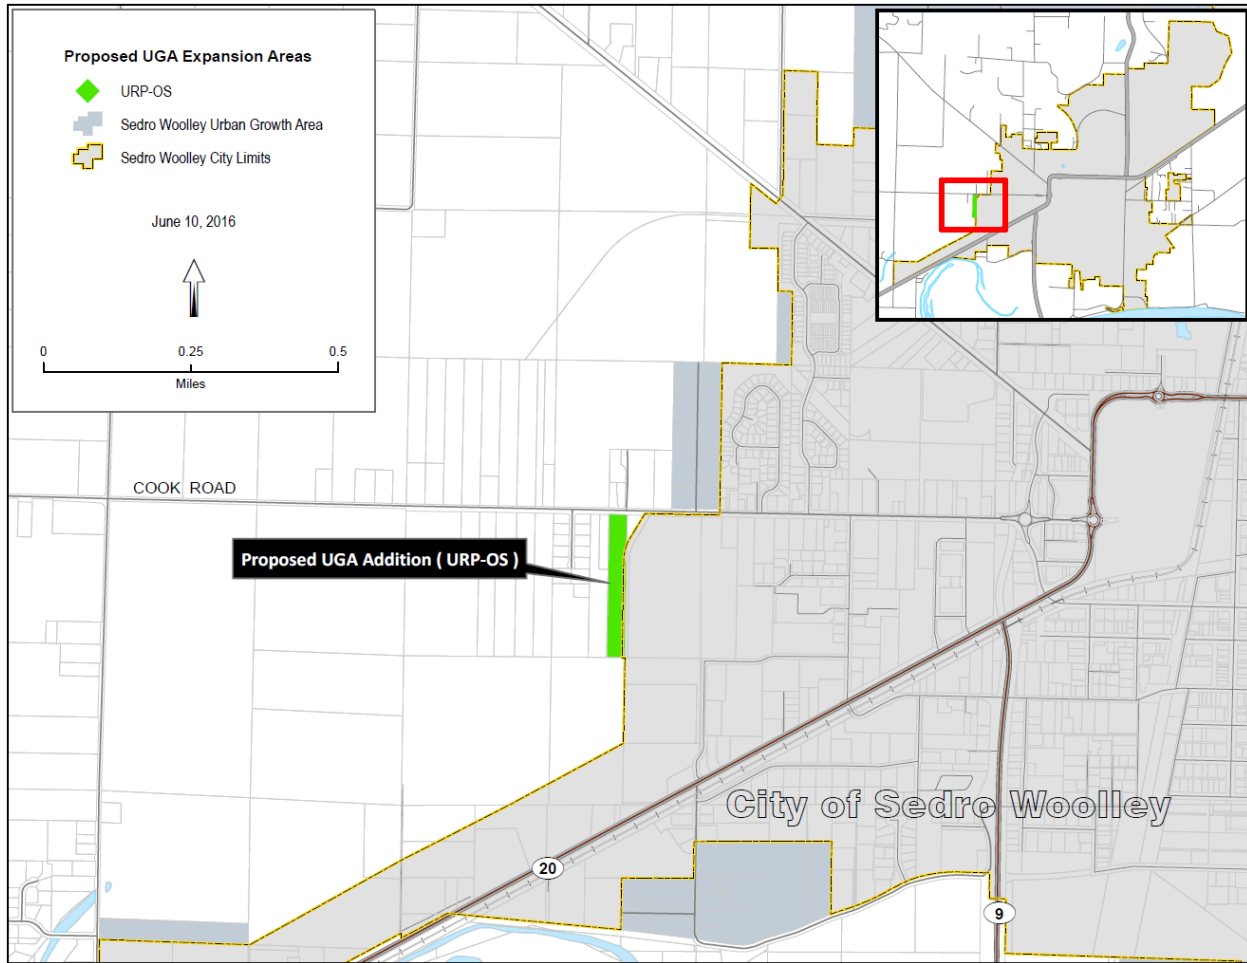 Proposed UGA Expansion Areas
URP-OS
Sedro Woolley Urban Growth Area
Sedro Woolley City Limits
June 10, 2016
0 0.25 0.5
Miles
COOK ROAD
Proposed UGA Addition ( URP-OS )
City of Sedro Woolley
20
9